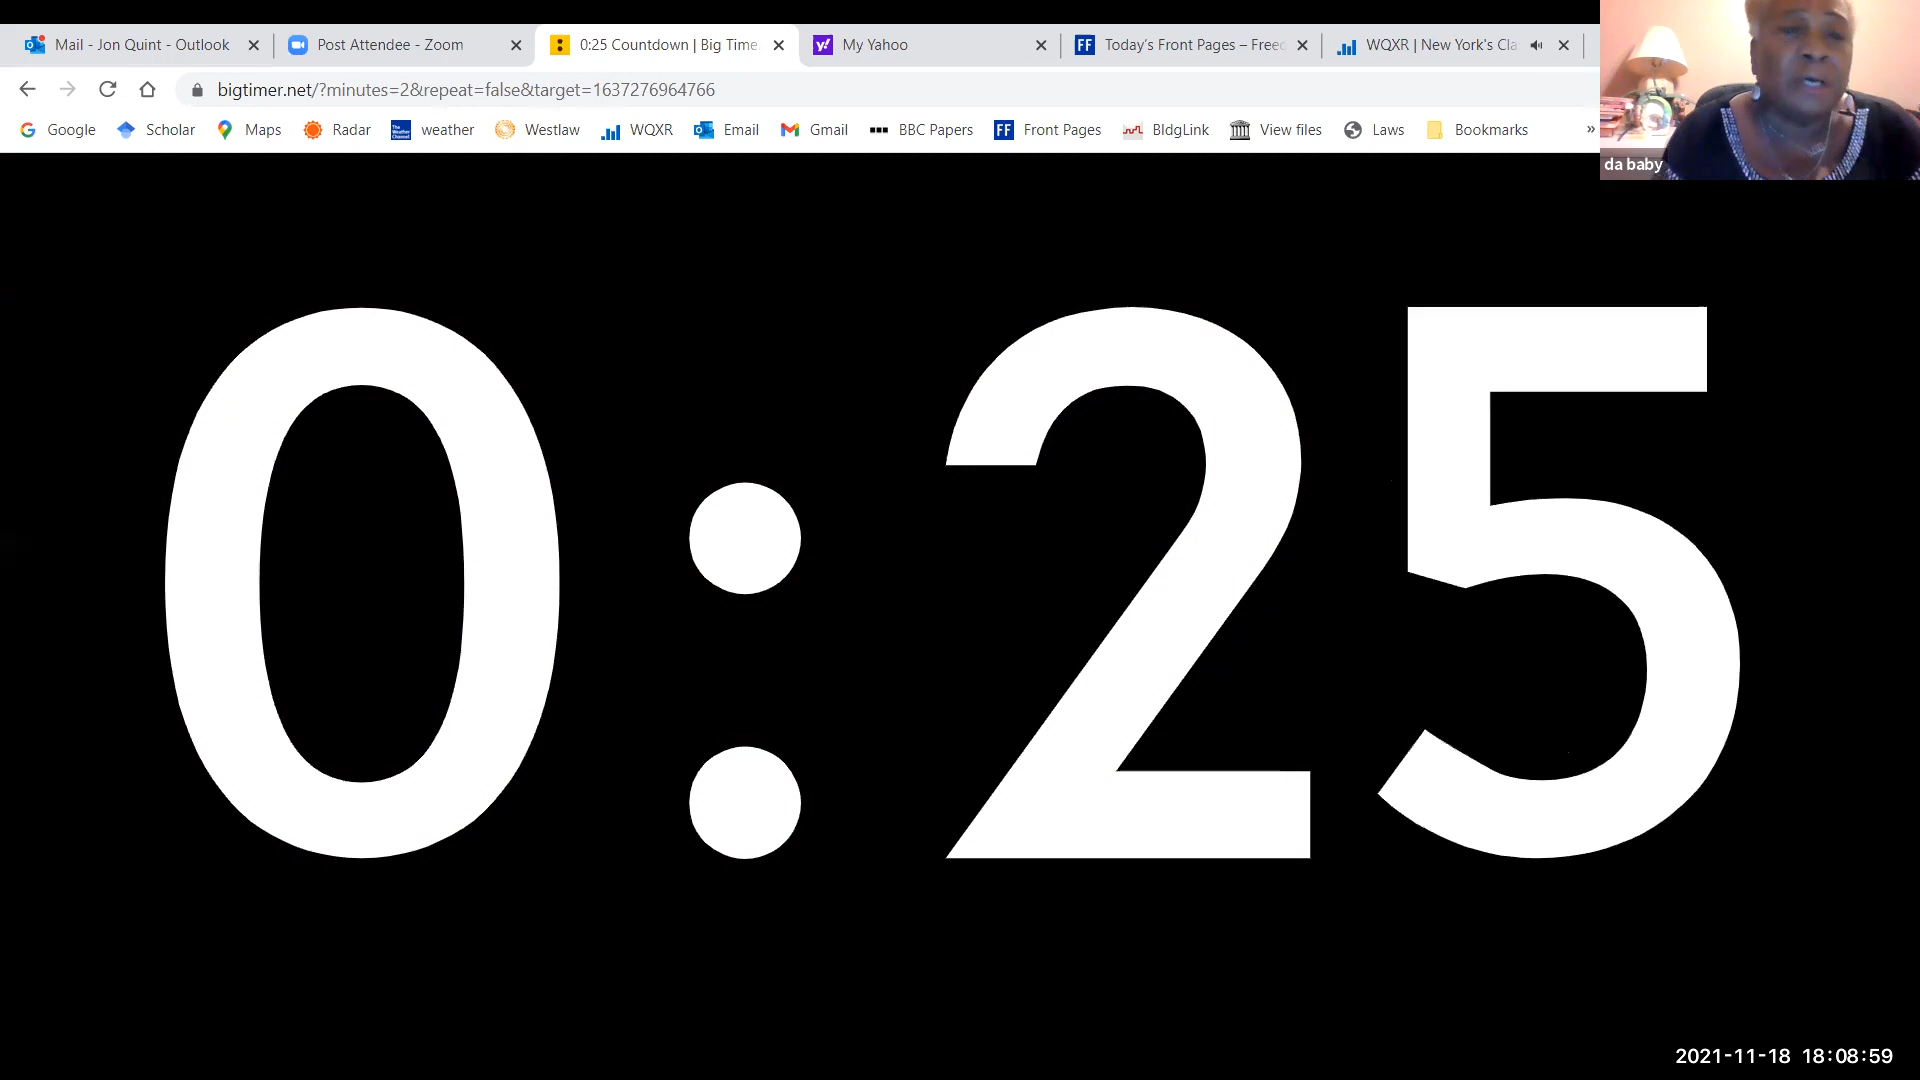 Mail - Jon Quint - Outlook
Post Attendee - Zoom
0:25 Countdown | Big Time
My Yahoo
Today's Front Pages – Freed
WQXR | New York's Cla
bigtimer.net/?minutes=2&repeat=false&target=1637276964766
Google
Scholar
Maps
Radar
weather
Westlaw
WQXR
Email
Gmail
BBC Papers
Front Pages
BldgLink
View files
Laws
Bookmarks
»
da baby
0:25
2021-11-18 18:08:59